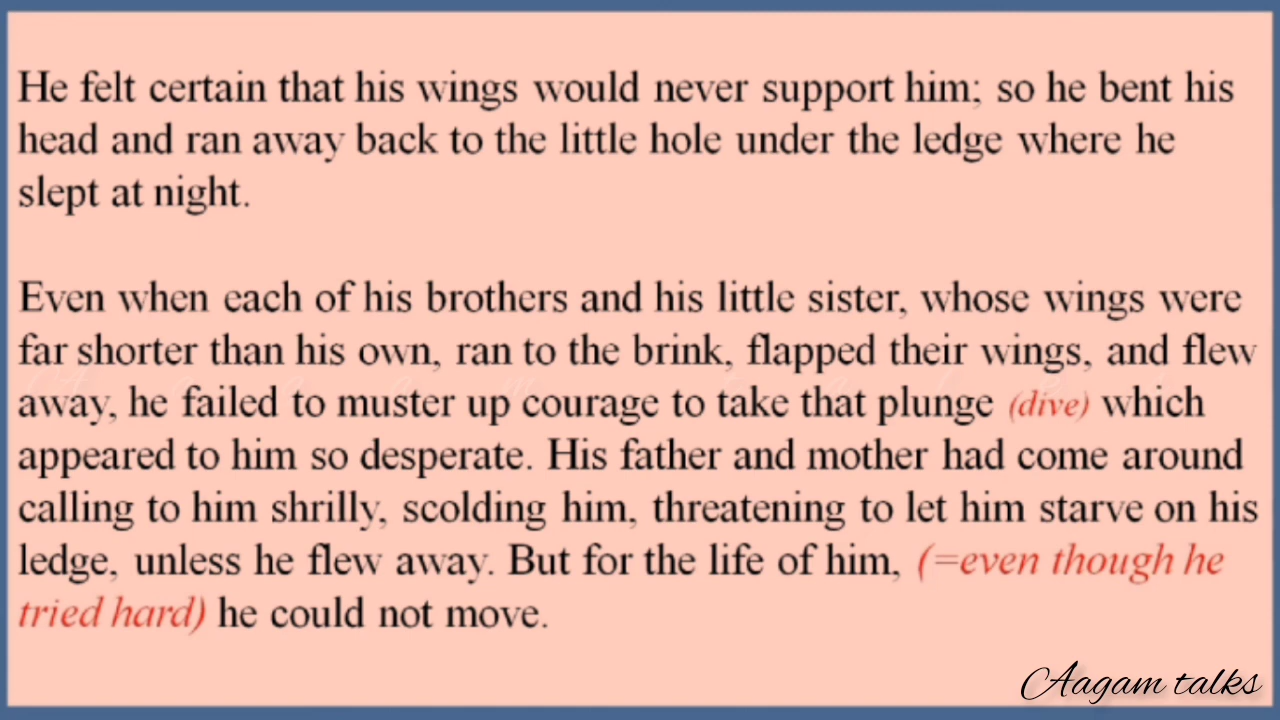 He felt certain that his wings would never support him; so he bent his
head and ran away back to the little hole under the ledge where he
slept at night.
Even when each of his brothers and his little sister, whose wings were
far shorter than his own, ran to the brink, flapped their wings, and flew
away, he failed to muster up courage to take that plunge (dive) which
appeared to him so desperate. His father and mother had come around
calling to him shrilly, scolding him, threatening to let him starve on his
ledge, unless he flew away. But for the life of him, (=even though he
tried hard) he could not move.
Aagam talks